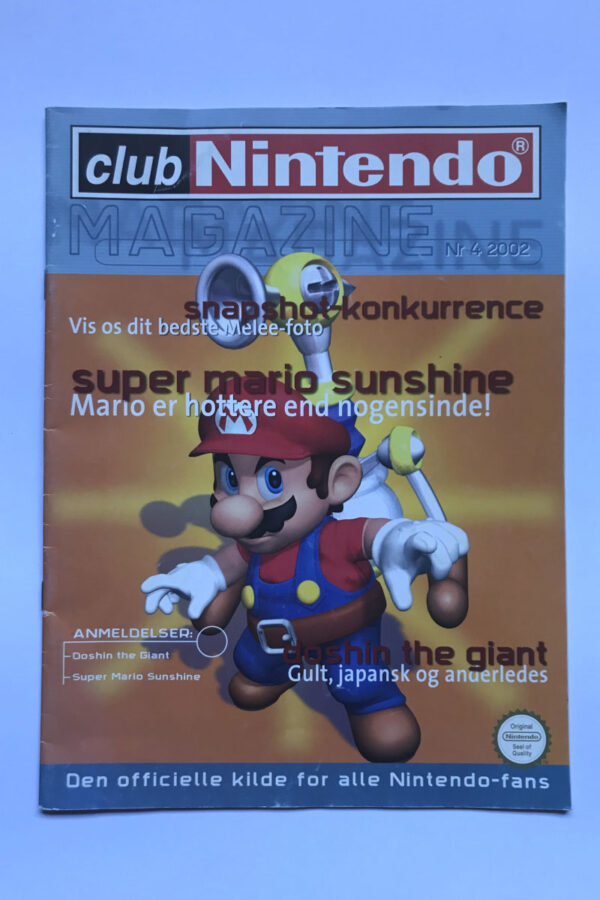 club Nintendo®
MAGAZINE
Nr 4 2002
snapshot-konkurrence
Vis os dit bedste Melee-foto
super mario sunshine
Mario er hottere end nogensinde!
M
ANMELDELSER:
Doshin the Giant
Super Mario Sunshine
doshin the giant
Gult, japansk og anderledes
Original
Nintendo
Seal of
Quality
Den officielle kilde for alle Nintendo-fans